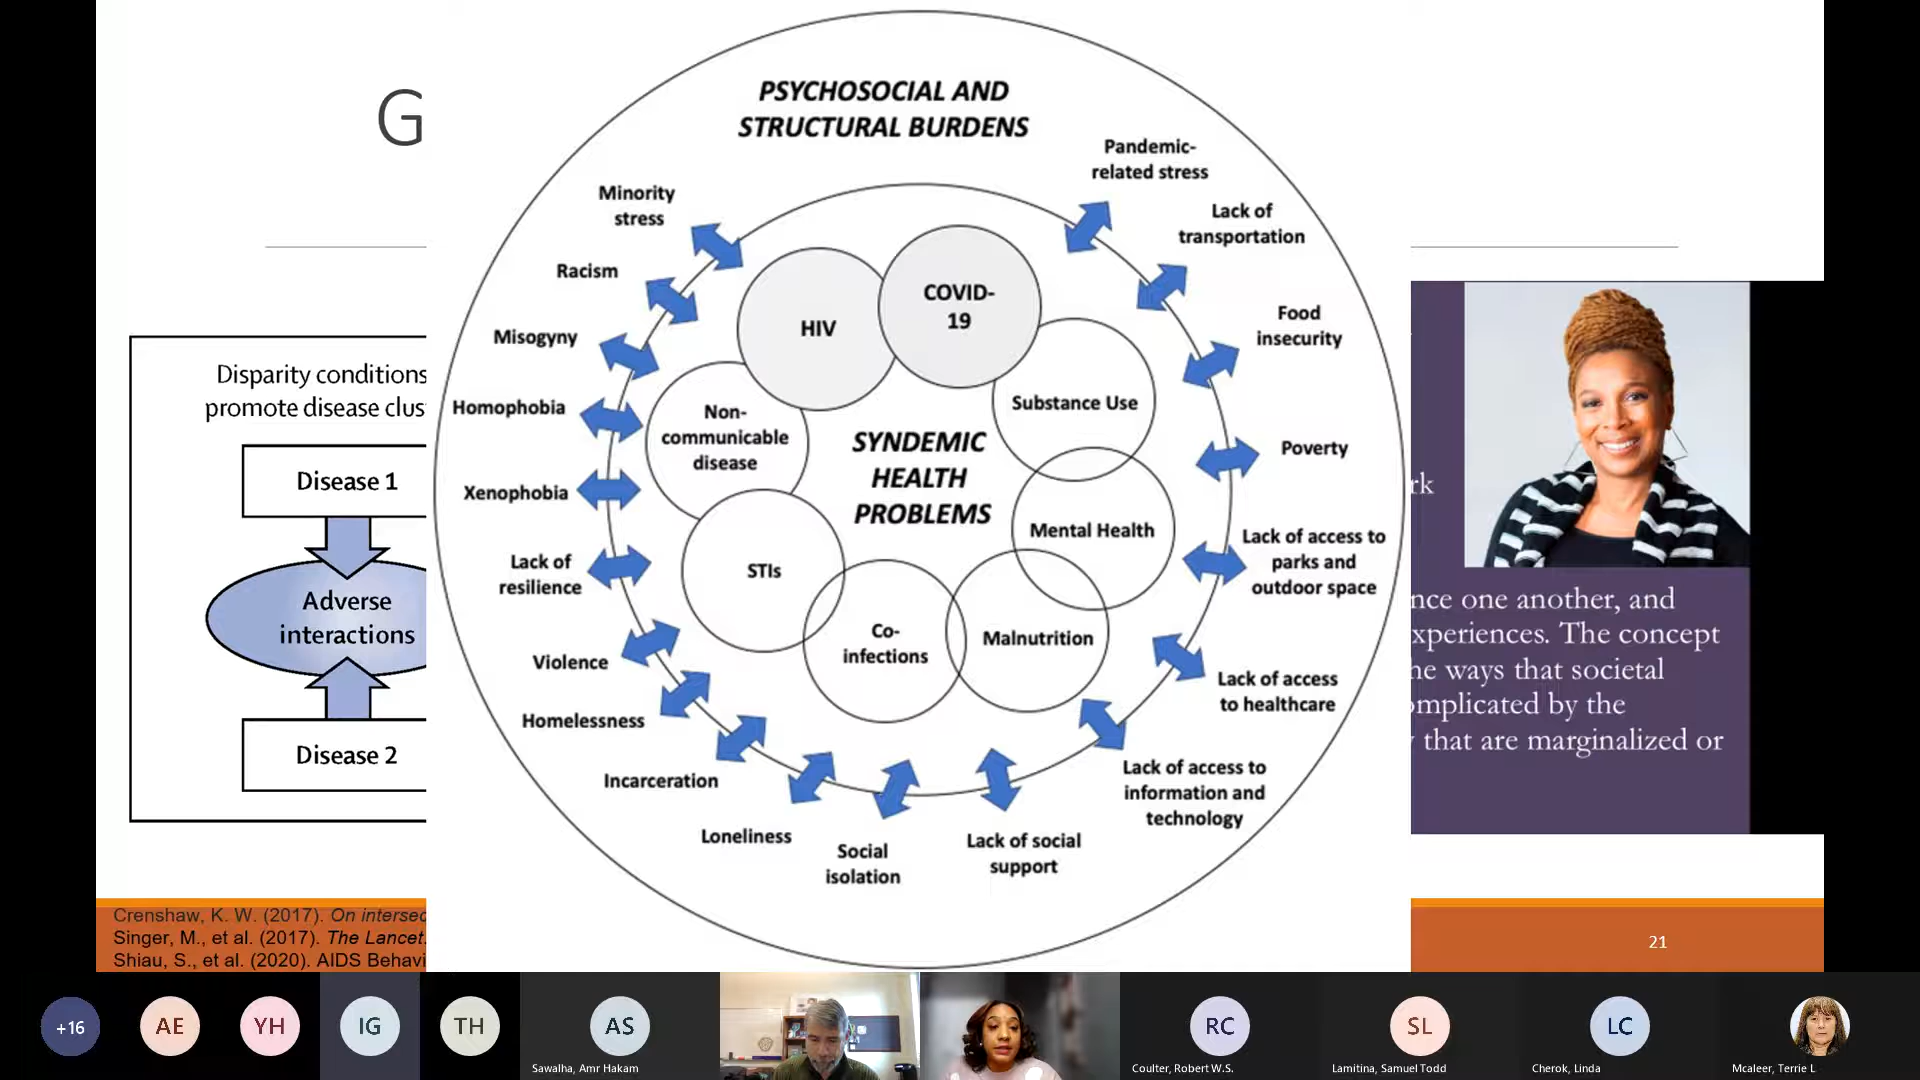 G
PSYCHOSOCIAL AND
STRUCTURAL BURDENS
Pandemic-
related stress
Minority
stress
Lack of
transportation
Racism
Food
insecurity
Misogyny
Homophobia
Poverty
Xenophobia
Lack of access to
parks and
outdoor space
Lack of
resilience
Violence
Lack of access
to healthcare
Homelessness
Incarceration
Lack of access to
information and
technology
Loneliness
Social
isolation
Lack of social
support
HIV
COVID-
19
Non-
communicable
disease
Substance Use
SYNDEMIC
HEALTH
PROBLEMS
Mental Health
STIs
Co-
infections
Malnutrition
Disparity conditions
promote disease clus
Disease 1
Adverse
interactions
Disease 2
rk
nce one another, and
xperiences. The concept
he ways that societal
omplicated by the
that are marginalized or
Crenshaw, K. W. (2017). On intersec
Singer, M., et al. (2017). The Lancet.
Shiau, S., et al. (2020). AIDS Behavi
21
+16
AE
YH
IG
TH
AS
Sawalha, Amr Hakam
RC
Coulter, Robert W.S.
SL
Lamitina, Samuel Todd
LC
Cherok, Linda
Mcaleer, Terrie L